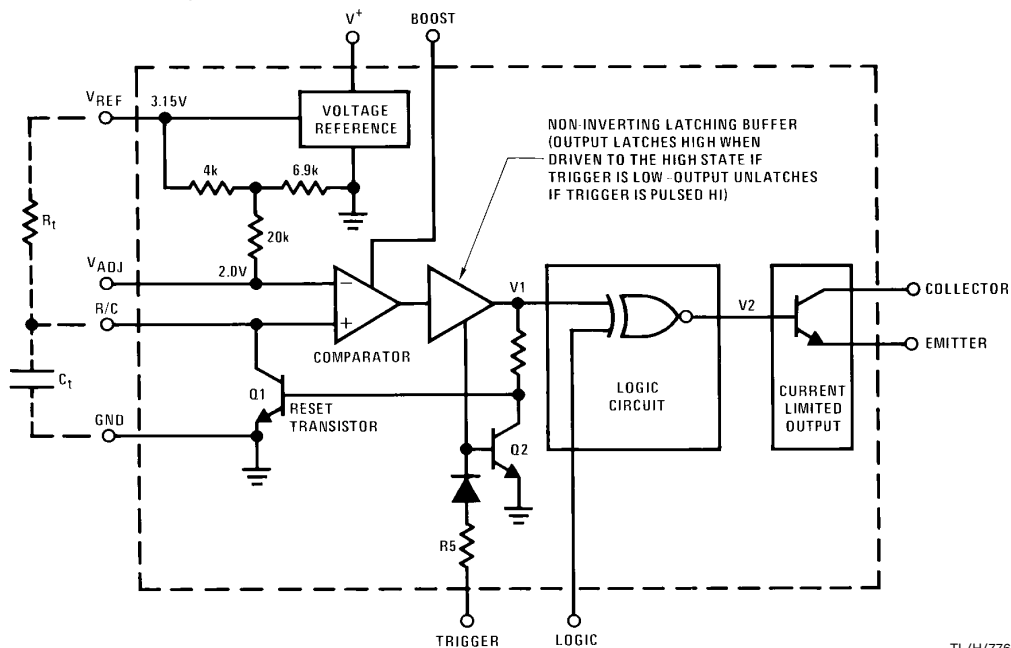 V+
BOOST
VREF
3.15V
VOLTAGE
REFERENCE
NON-INVERTING LATCHING BUFFER
(OUTPUT LATCHES HIGH WHEN
DRIVEN TO THE HIGH STATE IF
TRIGGER IS LOW–OUTPUT UNLATCHES
IF TRIGGER IS PULSED HI)
4k
6.9k
Rt
20k
VADJ
2.0V
−
+
R/C
COMPARATOR
V1
V2
COLLECTOR
EMITTER
Ct
Q1
RESET
TRANSISTOR
LOGIC
CIRCUIT
CURRENT
LIMITED
OUTPUT
GND
Q2
R5
TRIGGER
LOGIC